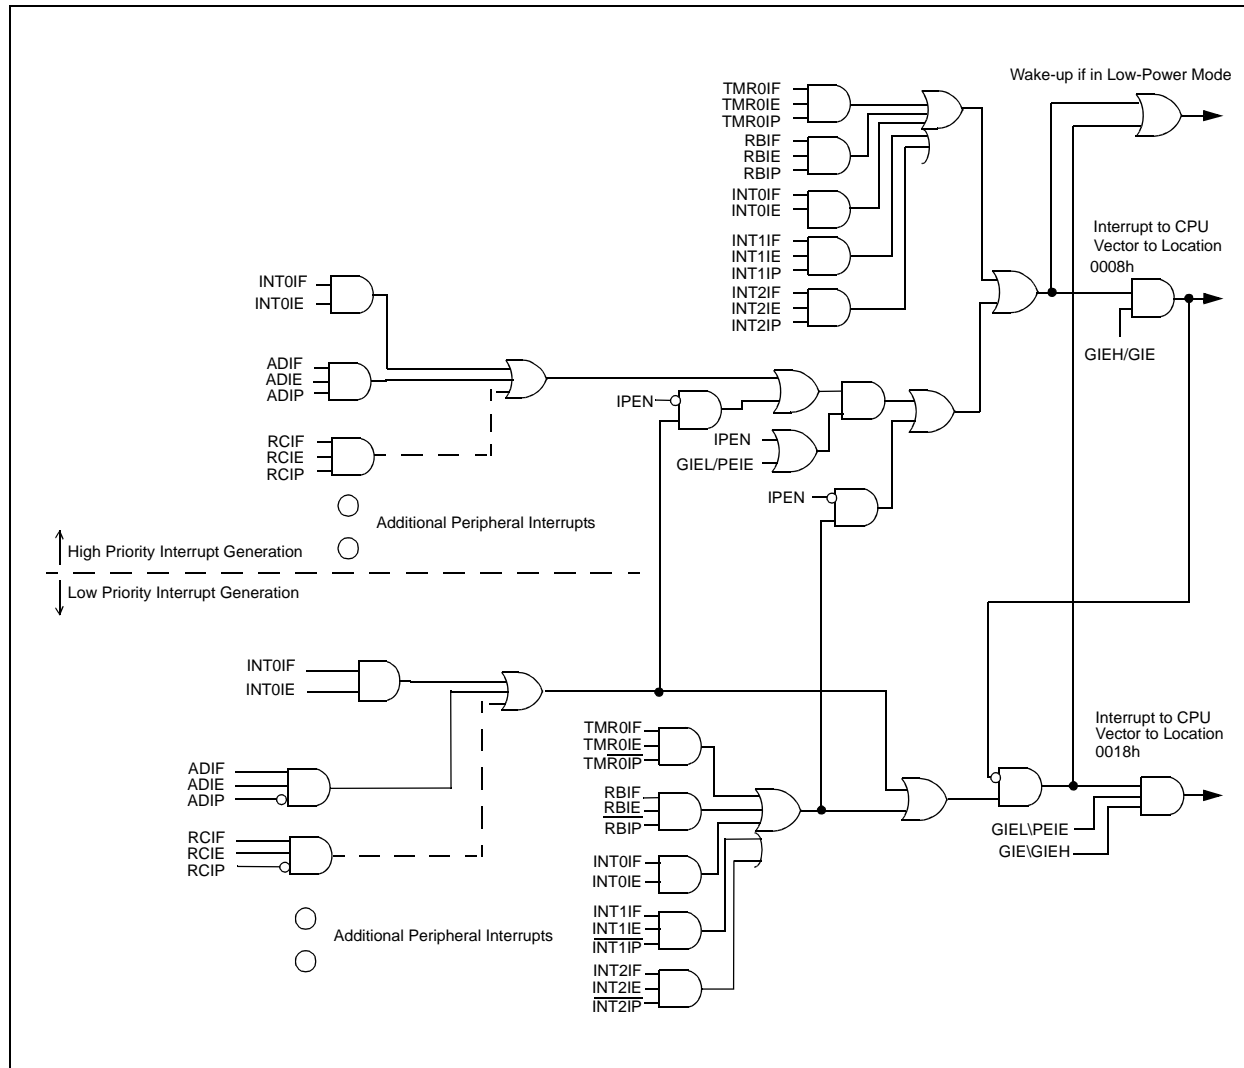 Wake-up if in Low-Power Mode
TMR0IF
TMR0IE
TMR0IP
RBIF
RBIE
RBIP
INT0IF
INT0IE
INT1IF
INT1IE
INT1IP
INT2IF
INT2IE
INT2IP
Interrupt to CPU
Vector to Location
0008h
GIEH/GIE
INT0IF
INT0IE
ADIF
ADIE
ADIP
RCIF
RCIE
RCIP
IPEN
IPEN
GIEL/PEIE
IPEN
Additional Peripheral Interrupts
High Priority Interrupt Generation
Low Priority Interrupt Generation
INT0IF
INT0IE
ADIF
ADIE
ADIP
RCIF
RCIE
RCIP
Additional Peripheral Interrupts
TMR0IF
TMR0IE
TMR0IP
RBIF
RBIE
RBIP
INT0IF
INT0IE
INT1IF
INT1IE
INT1IP
INT2IF
INT2IE
INT2IP
Interrupt to CPU
Vector to Location
0018h
GIEL\PEIE
GIE\GIEH